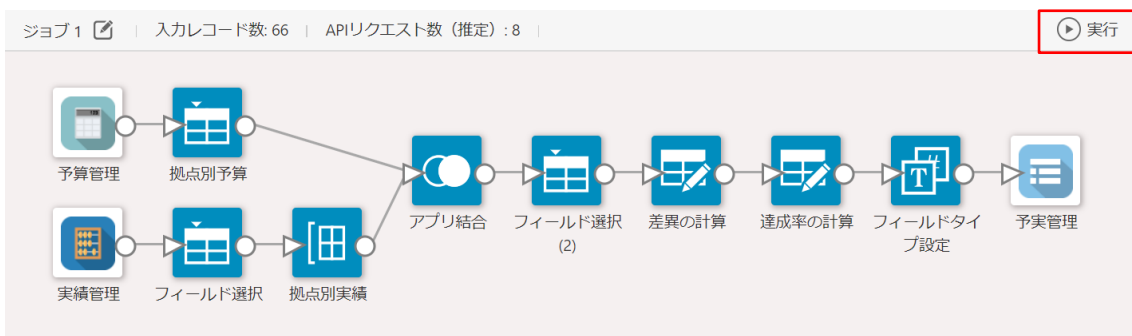 ジョブ 1 | 入力レコード数: 66 | APIリクエスト数（推定）: 8 | 実行
予算管理 拠点別予算
アプリ結合 フィールド選択 差異の計算 達成率の計算 フィールドタイ 予実管理
(2) プ設定
実績管理 フィールド選択 拠点別実績